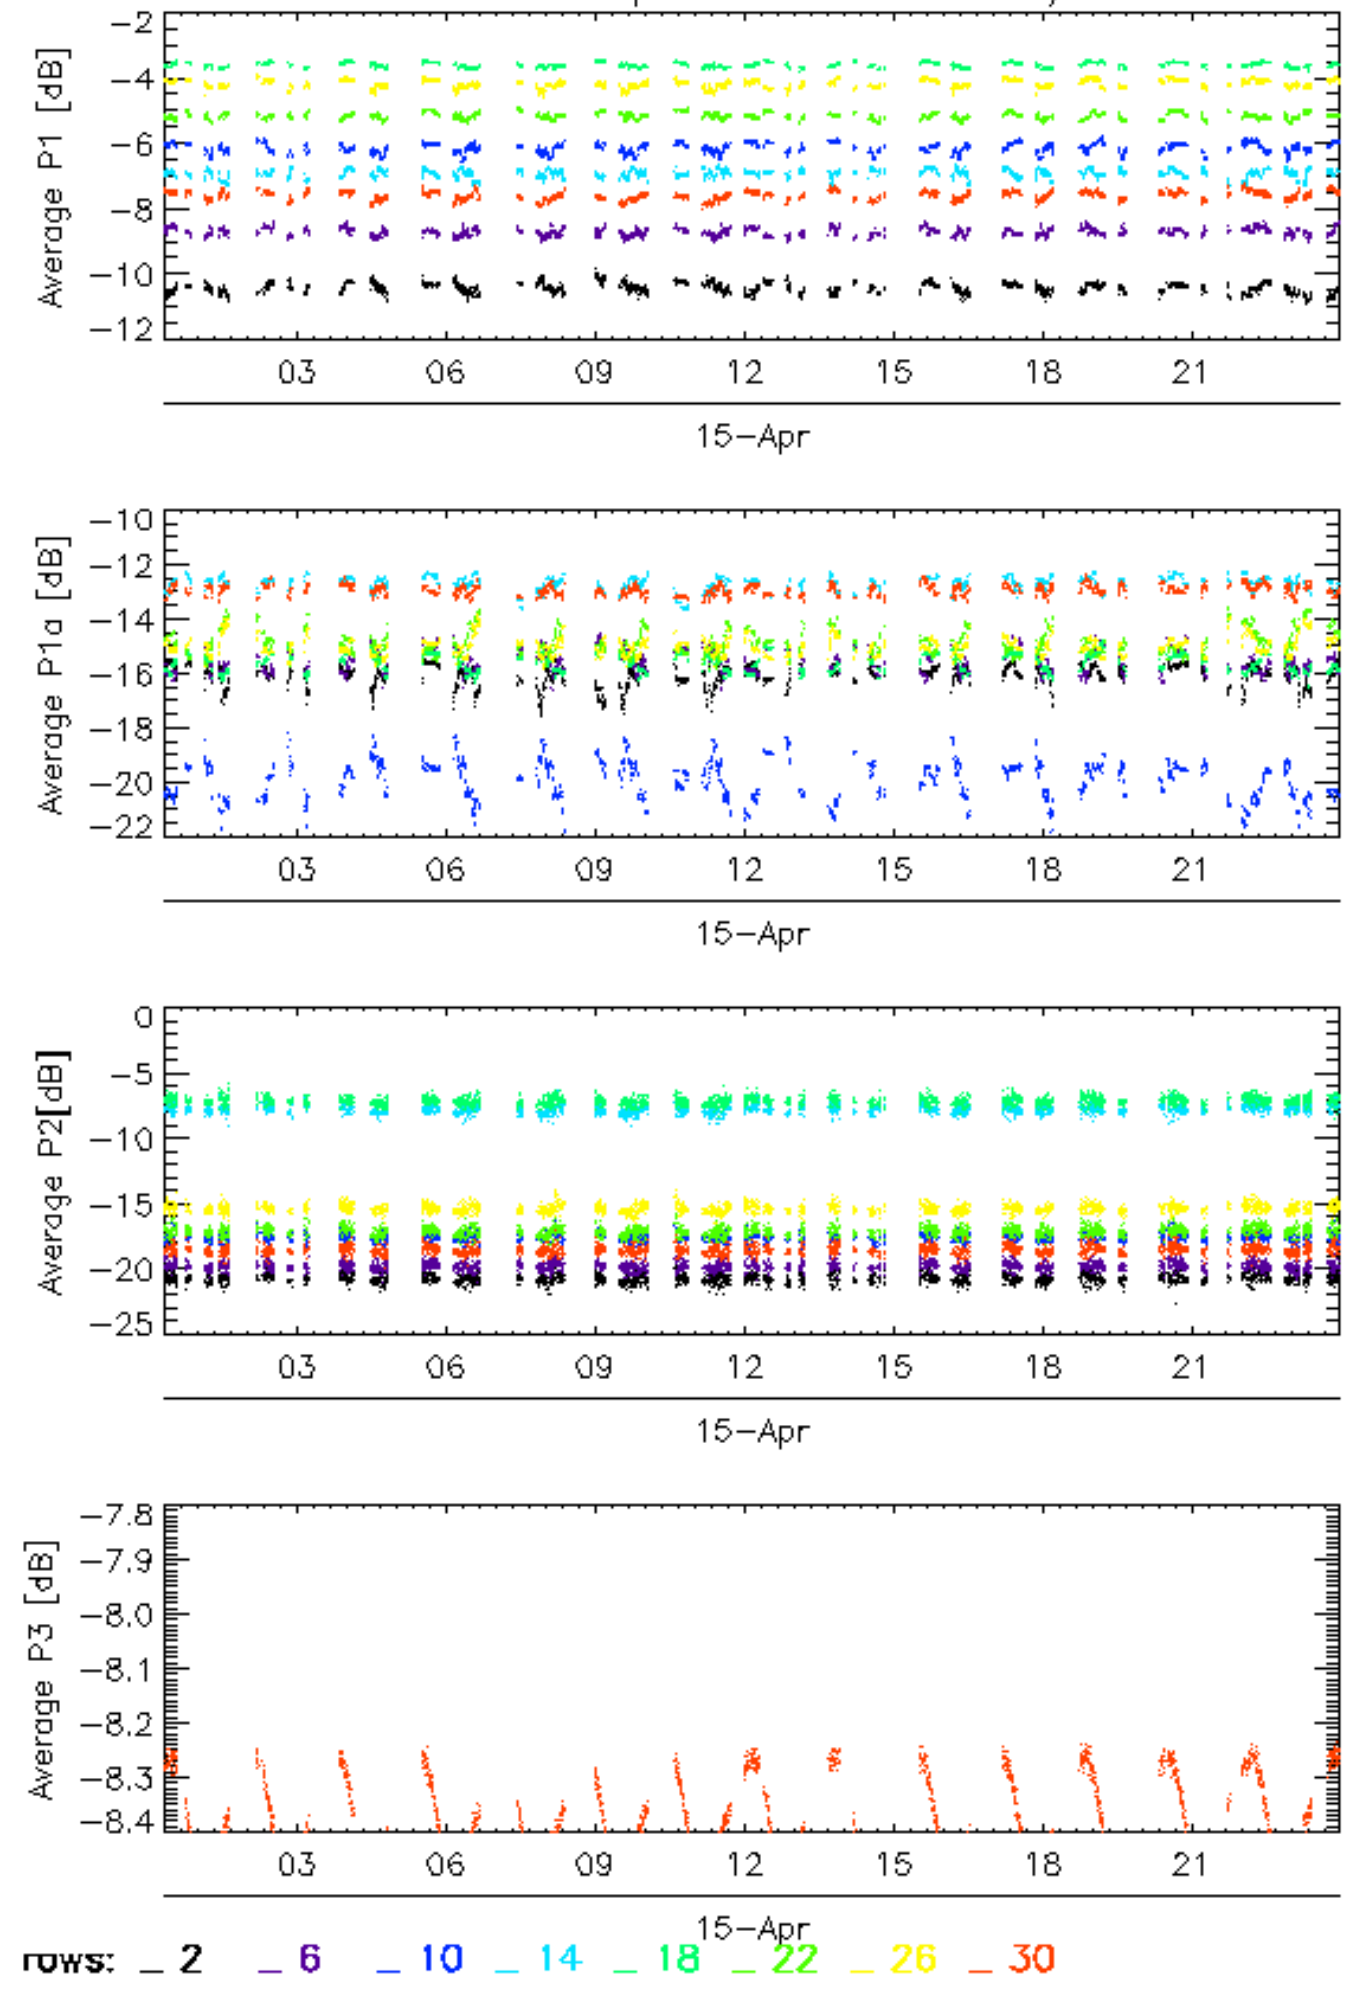 Average P1 [dB]
-2
-4
-6
-8
-10
-12
03 06 09 12 15 18 21
15-Apr
Average P1a [dB]
-10
-12
-14
-16
-18
-20
-22
03 06 09 12 15 18 21
15-Apr
Average P2[dB]
0
-5
-10
-15
-20
-25
03 06 09 12 15 18 21
15-Apr
Average P3 [dB]
-7.8
-7.9
-8.0
-8.1
-8.2
-8.3
-8.4
03 06 09 12 15 18 21
15-Apr
rows: _ 2 _ 6 _ 10 _ 14 _ 18 _ 22 _ 26 _ 30